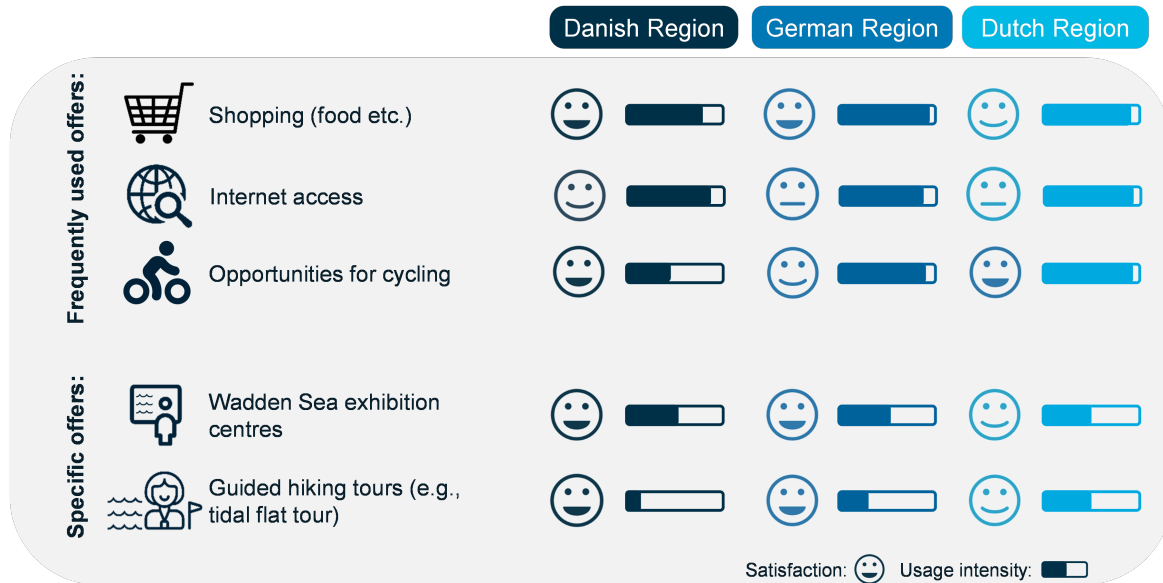 Danish Region
German Region
Dutch Region
Frequently used offers:
Shopping (food etc.)
Internet access
Opportunities for cycling
Specific offers:
Wadden Sea exhibition
centres
Guided hiking tours (e.g.,
tidal flat tour)
Satisfaction:
Usage intensity: